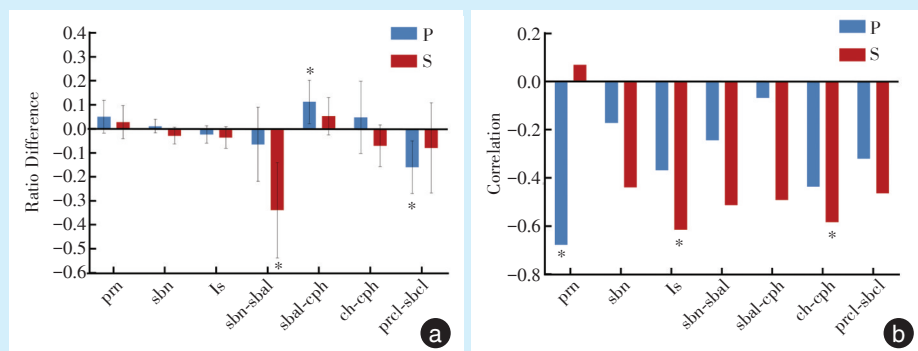 P
S
Ratio Difference
0.4
0.3
0.2
0.1
0.0
−0.1
−0.2
−0.3
−0.4
−0.5
−0.6
*
*
*
prn
sbn
ls
sbn-sbal
sbal-cph
ch-cph
prcl-sbcl
a
P
S
Correlation
0.2
0.0
−0.2
−0.4
−0.6
−0.8
*
*
*
prn
sbn
ls
sbn-sbal
sbal-cph
ch-cph
prcl-sbcl
b